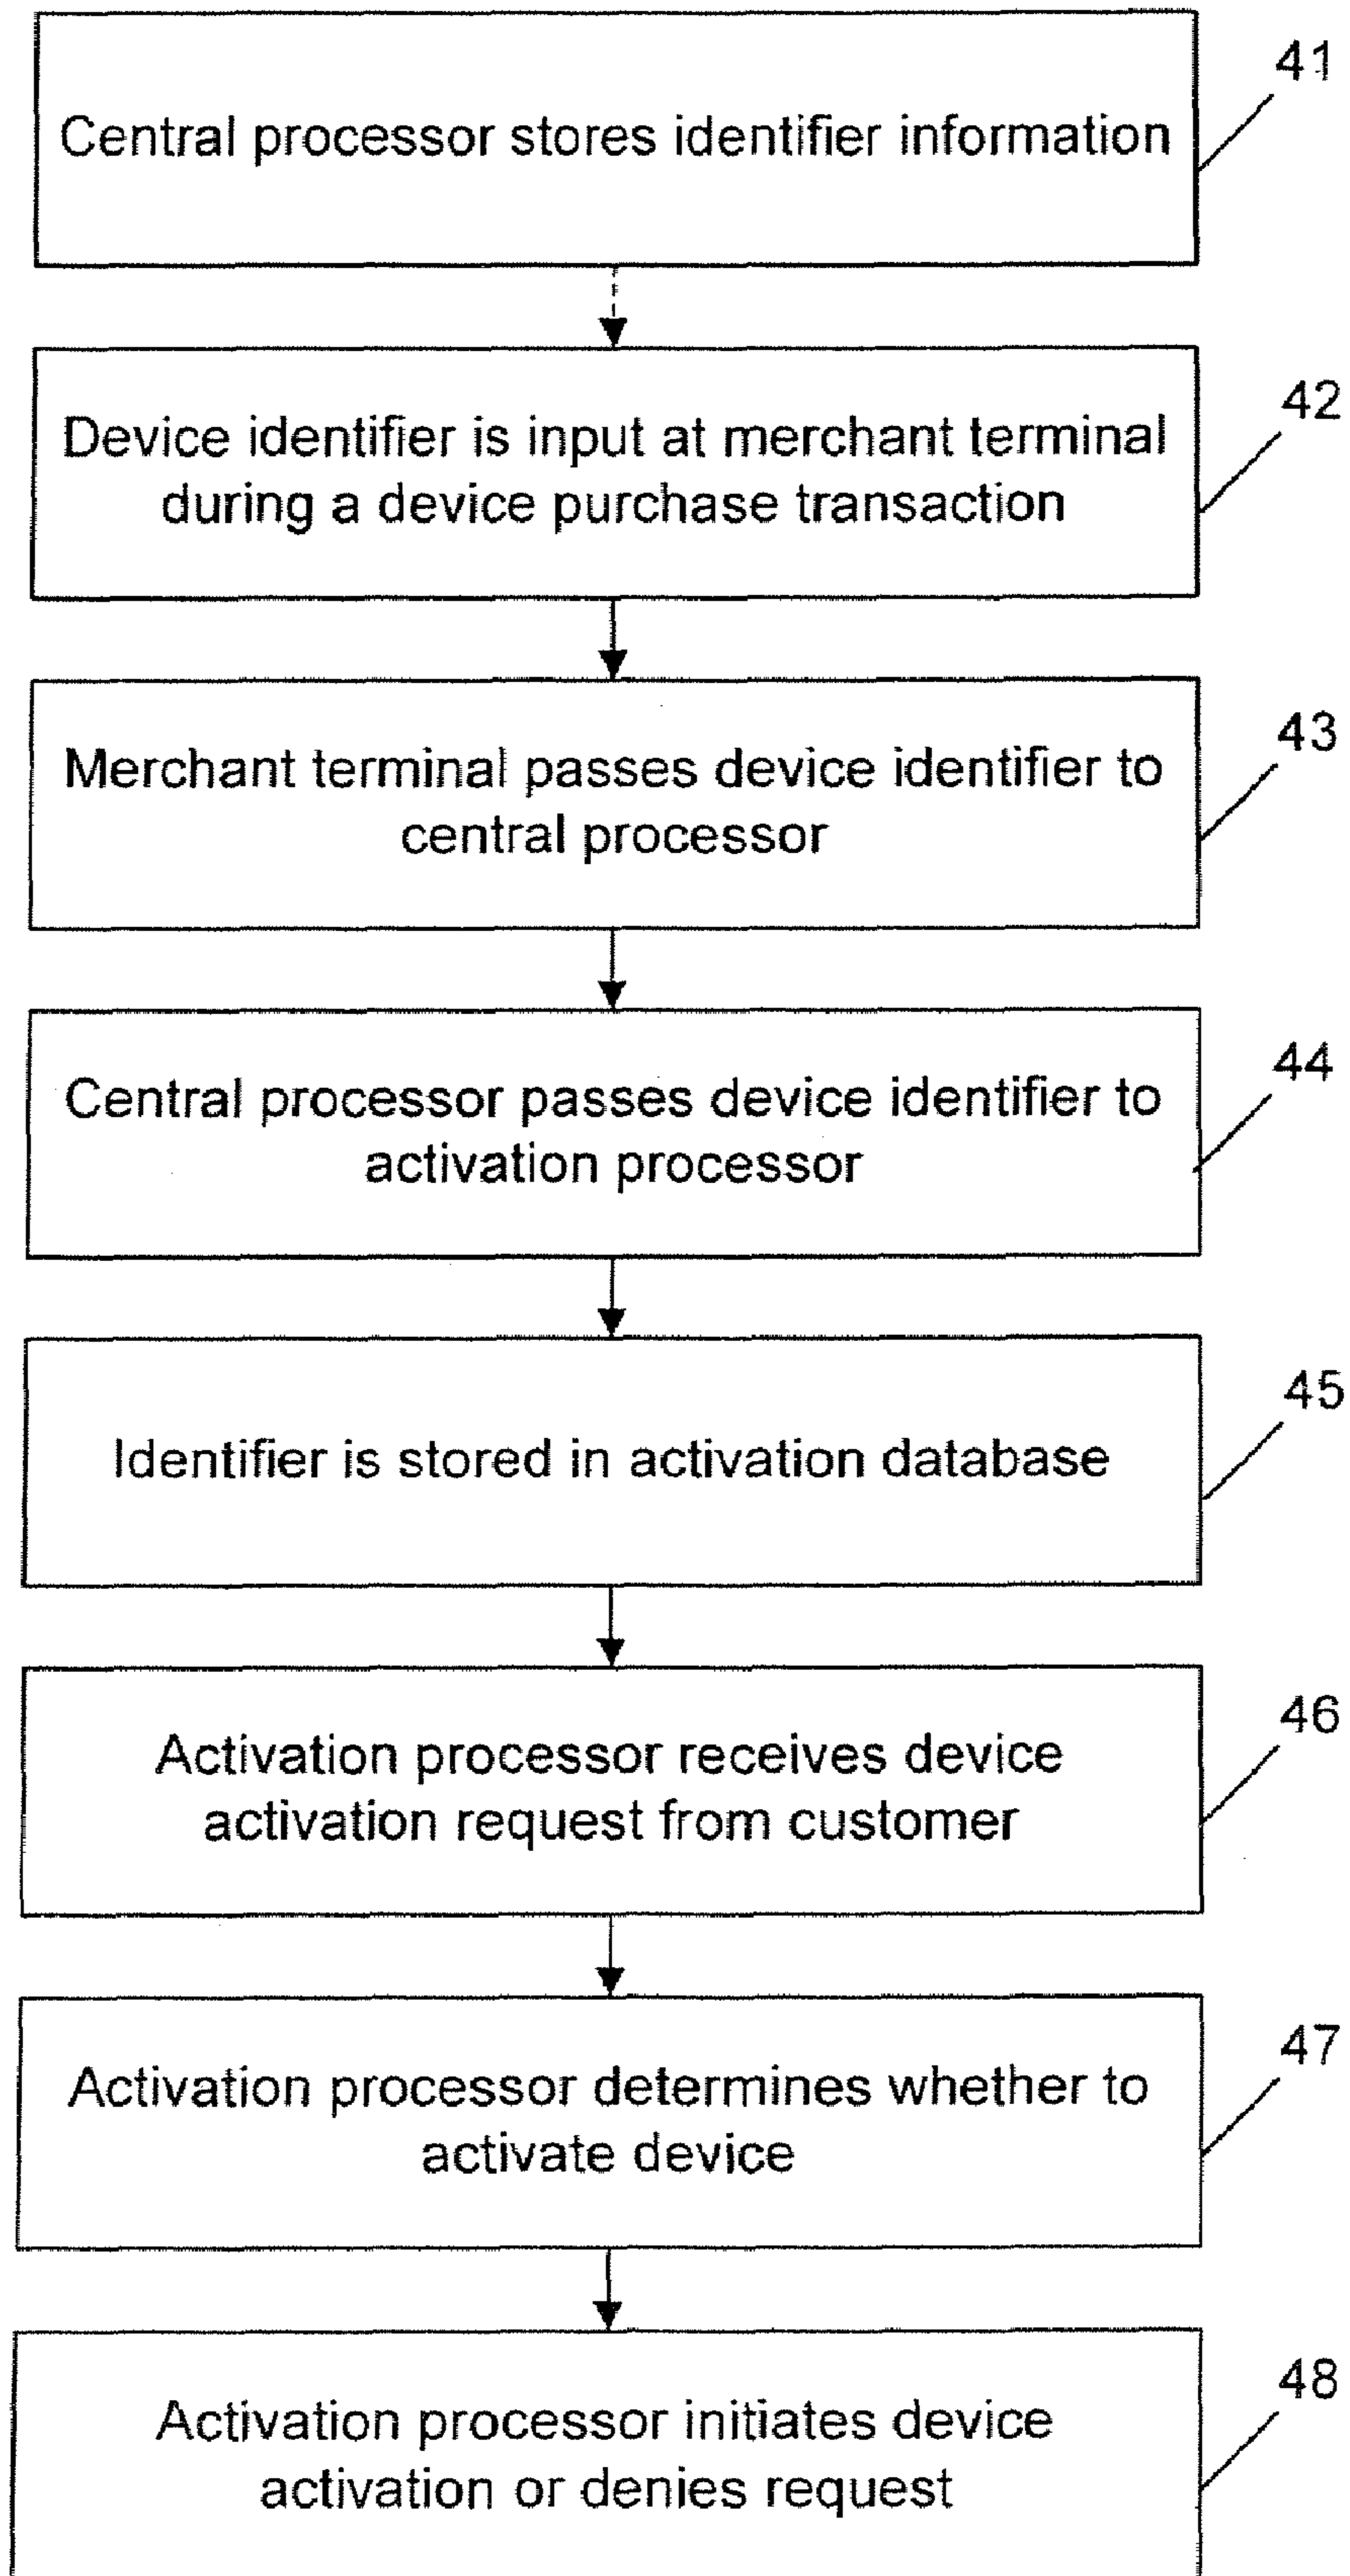 41
Central processor stores identifier information
42
Device identifier is input at merchant terminal
during a device purchase transaction
43
Merchant terminal passes device identifier to
central processor
44
Central processor passes device identifier to
activation processor
45
Identifier is stored in activation database
46
Activation processor receives device
activation request from customer
47
Activation processor determines whether to
activate device
48
Activation processor initiates device
activation or denies request